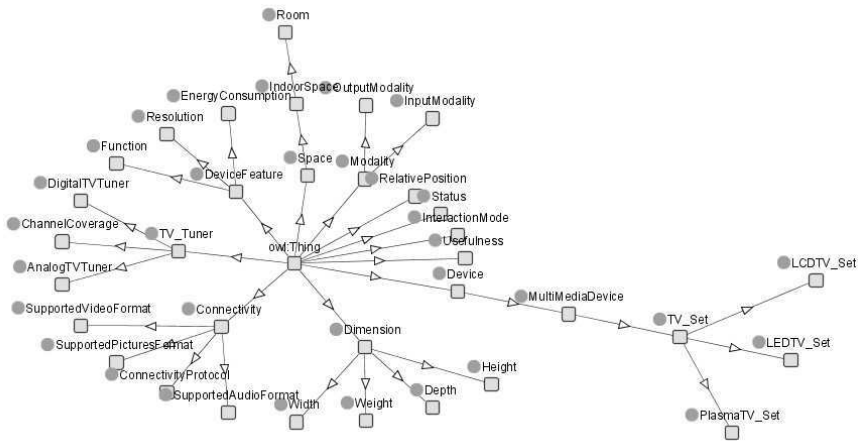 Room
IndoorSpace
OutputModality
EnergyConsumption
InputModality
Resolution
Function
Space
Modality
DeviceFeature
RelativePosition
DigitalTVTuner
Status
ChannelCoverage
TV_Tuner
InteractionMode
owl:Thing
Usefulness
AnalogTVTuner
Device
LCDTV_Set
MultiMediaDevice
SupportedVideoFormat
Connectivity
Dimension
TV_Set
SupportedPicturesFormat
LEDTV_Set
ConnectivityProtocol
Height
SupportedAudioFormat
Width
Weight
Depth
PlasmaTV_Set